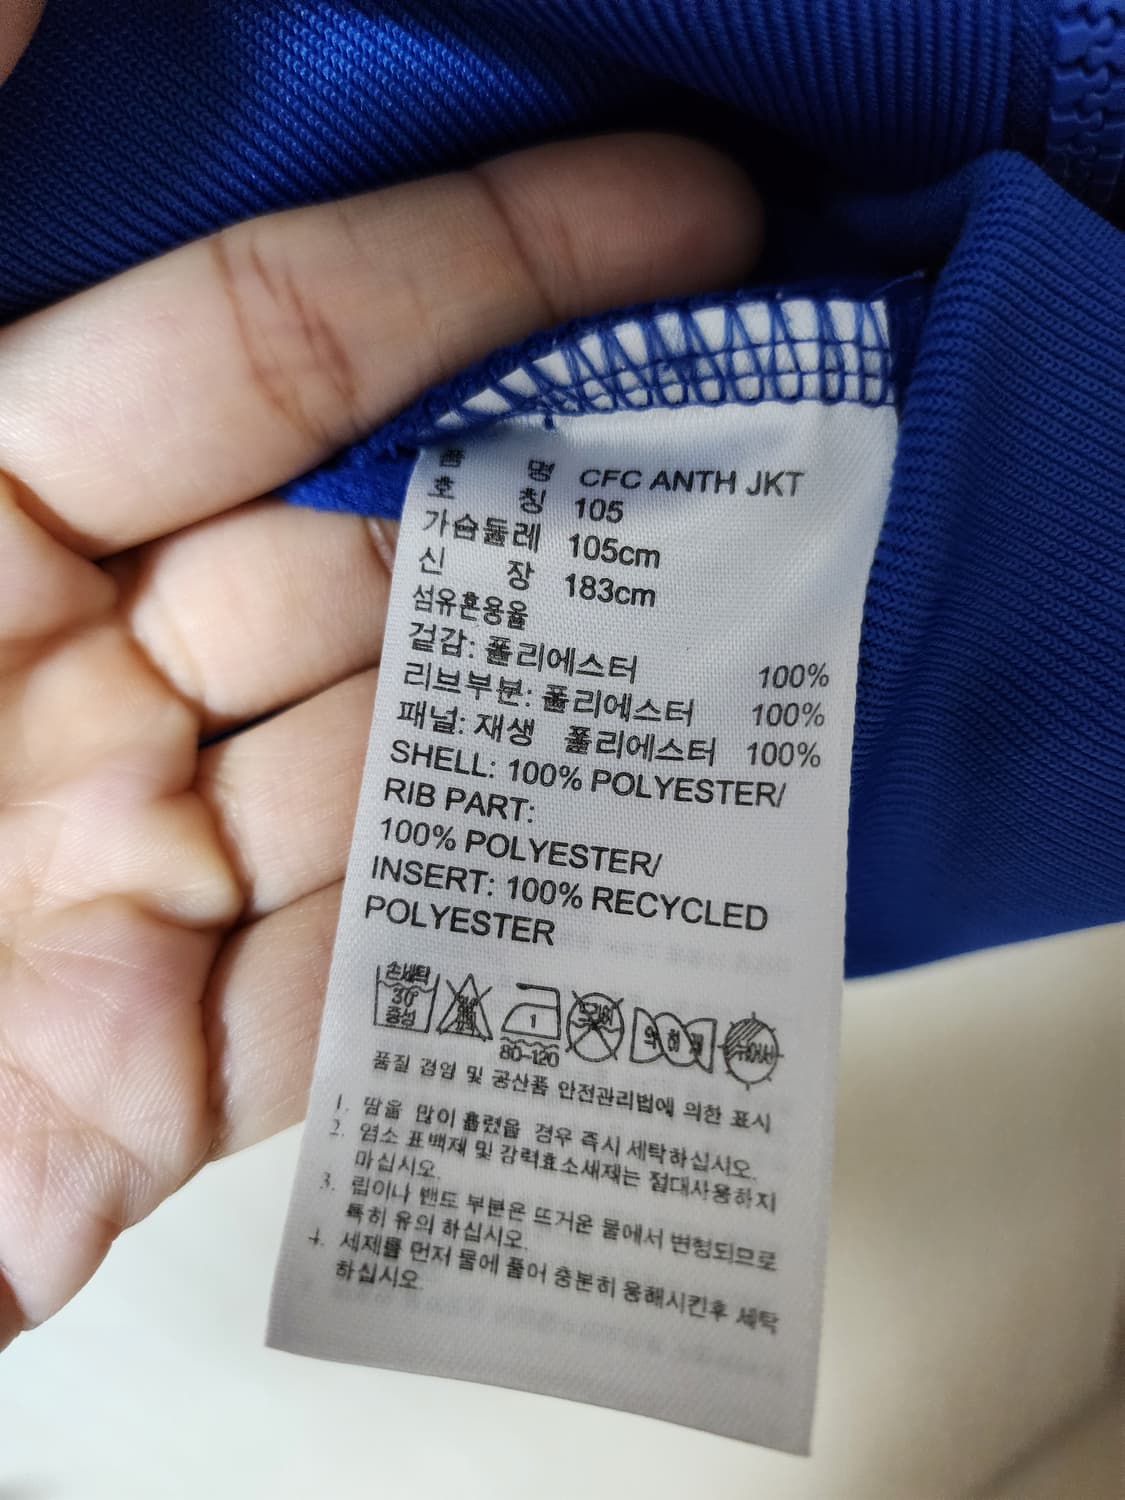 품 명 CFC ANTH JKT
호 칭 105
가슴둘레 105cm
신 장 183cm
섬유혼용율
겉감: 폴리에스터 100%
리브부분: 폴리에스터 100%
패널: 재생 폴리에스터 100%
SHELL: 100% POLYESTER/
RIB PART:
100% POLYESTER/
INSERT: 100% RECYCLED
POLYESTER
손세탁
30°
중성
1
80-120
드라이
약하게
뉘어서
품질 경영 및 공산품 안전관리법에 의한 표시
1. 땀을 많이 흘렸을 경우 즉시 세탁하십시오.
2. 염소 표백제 및 강력효소세제는 절대사용하지
마십시오.
3. 립이나 밴드 부분은 뜨거운 물에서 변형되므로
특히 유의 하십시오.
4. 세제를 먼저 물에 풀어 충분히 용해시킨후 세탁
하십시오.